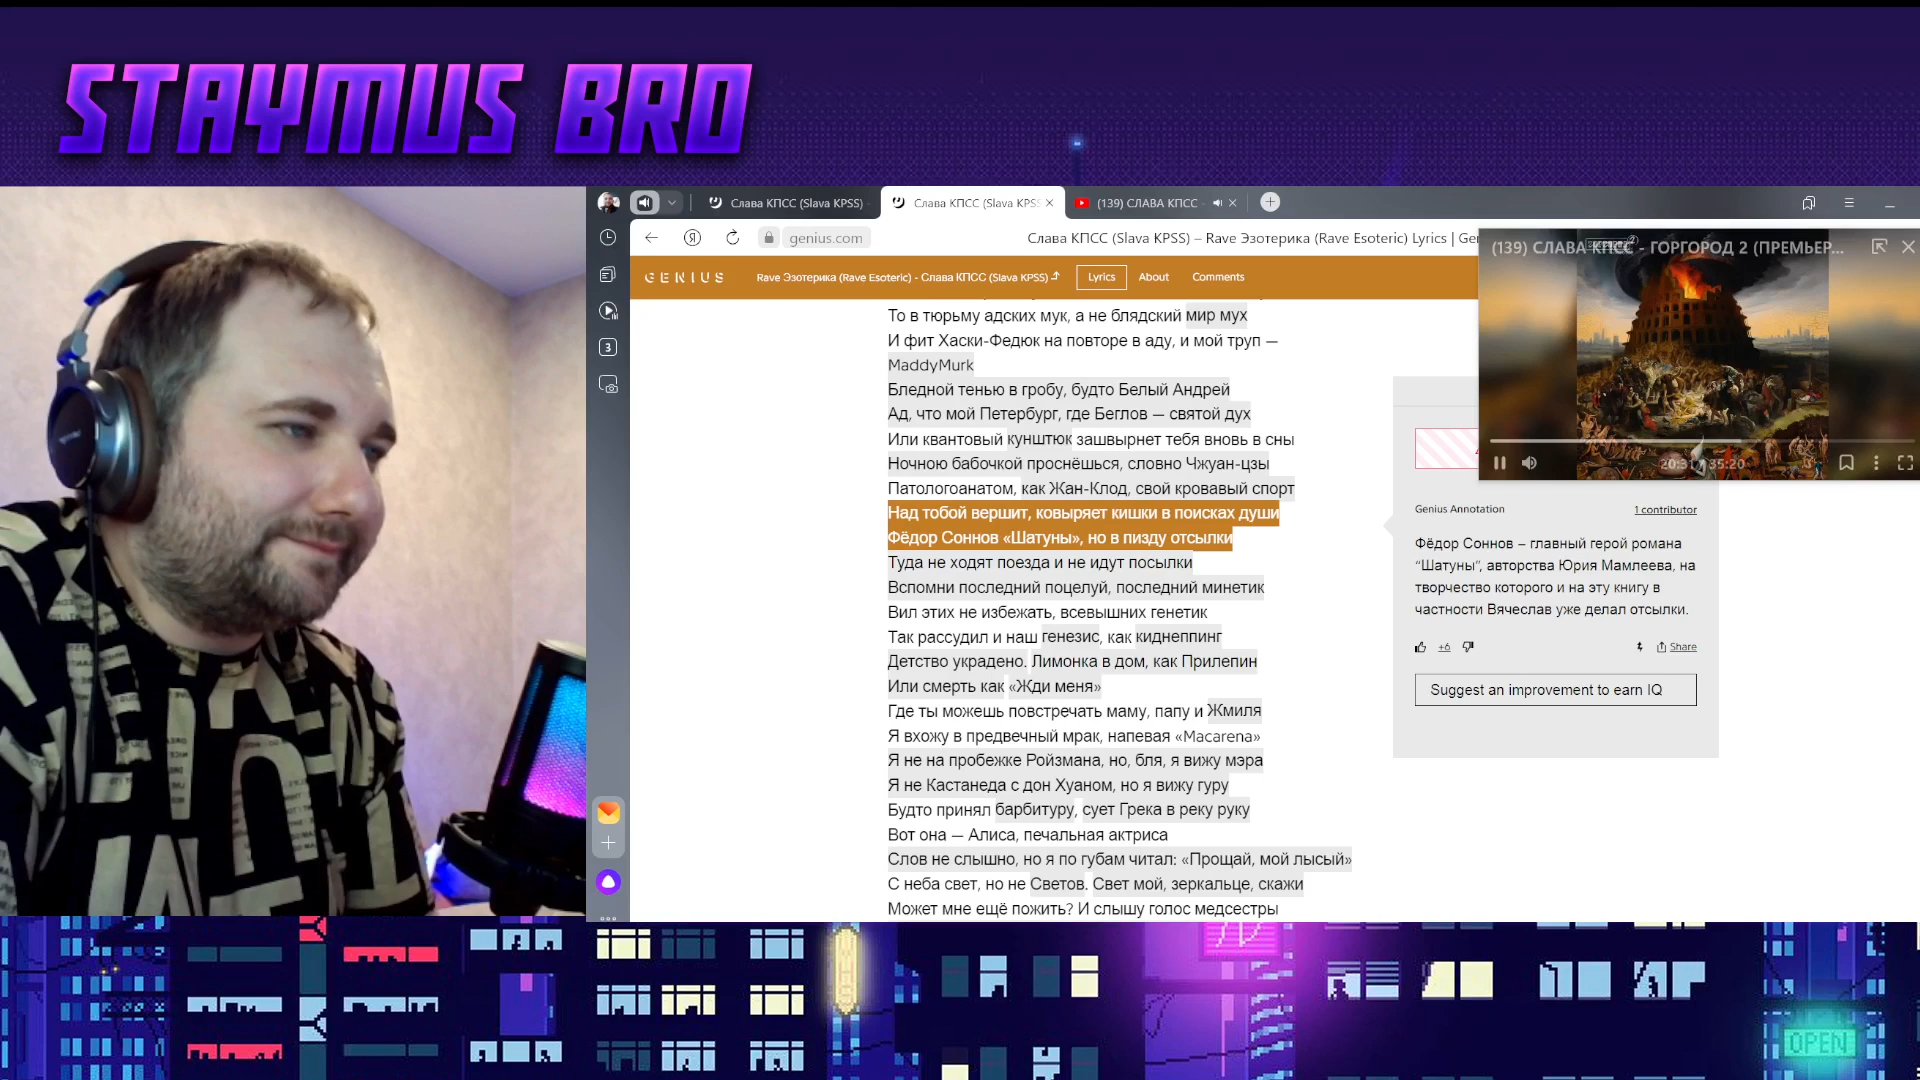 STAYMUS BRO
Слава КПСС (Slava KPSS)
Слава КПСС (Slava KPSS
(139) СЛАВА КПСС
genius.com
Слава КПСС (Slava KPSS) – Rave Эзотерика (Rave Esoteric) Lyrics | Ge
(139) СЛАВА КПСС - ГОРГОРОД 2 (ПРЕМЬЕР...
GENIUS
Rave Эзотерика (Rave Esoteric) - Слава КПСС (Slava KPSS)
Lyrics
About
Comments
3
То в тюрьму адских мук, а не блядский мир мух
И фит Хаски-Федюк на повторе в аду, и мой труп —
MaddyMurk
Бледной тенью в гробу, будто Белый Андрей
Ад, что мой Петербург, где Беглов — святой дух
Или квантовый кунштюк зашвырнет тебя вновь в сны
Ночною бабочкой проснёшься, словно Чжуан-цзы
Патологоанатом, как Жан-Клод, свой кровавый спорт
Над тобой вершит, ковыряет кишки в поисках души
Фёдор Соннов «Шатуны», но в пизду отсылки
Туда не ходят поезда и не идут посылки
Вспомни последний поцелуй, последний минетик
Вил этих не избежать, всевышних генетик
Так рассудил и наш генезис, как киднеппинг
Детство украдено. Лимонка в дом, как Прилепин
Или смерть как «Жди меня»
Где ты можешь повстречать маму, папу и Жмиля
Я вхожу в предвечный мрак, напевая «Macarena»
Я не на пробежке Ройзмана, но, бля, я вижу мэра
Я не Кастанеда с дон Хуаном, но я вижу гуру
Будто принял барбитуру, сует Грека в реку руку
Вот она — Алиса, печальная актриса
Слов не слышно, но я по губам читал: «Прощай, мой лысый»
С неба свет, но не Светов. Свет мой, зеркальце, скажи
Может мне ещё пожить? И слышу голос медсестры
20:31 / 35:20
Genius Annotation
1 contributor
Фёдор Соннов – главный герой романа
“Шатуны”, авторства Юрия Мамлеева, на
творчество которого и на эту книгу в
частности Вячеслав уже делал отсылки.
+6
Share
Suggest an improvement to earn IQ
OPEN